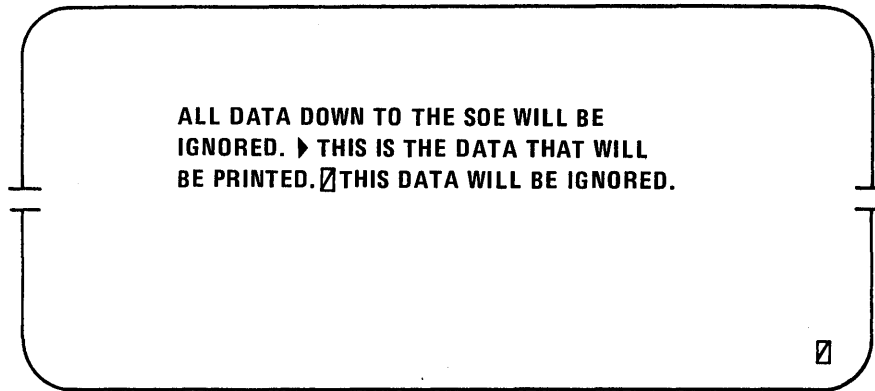 ALL DATA DOWN TO THE SOE WILL BE
IGNORED. ▶ THIS IS THE DATA THAT WILL
BE PRINTED. ⍁ THIS DATA WILL BE IGNORED.
⍁